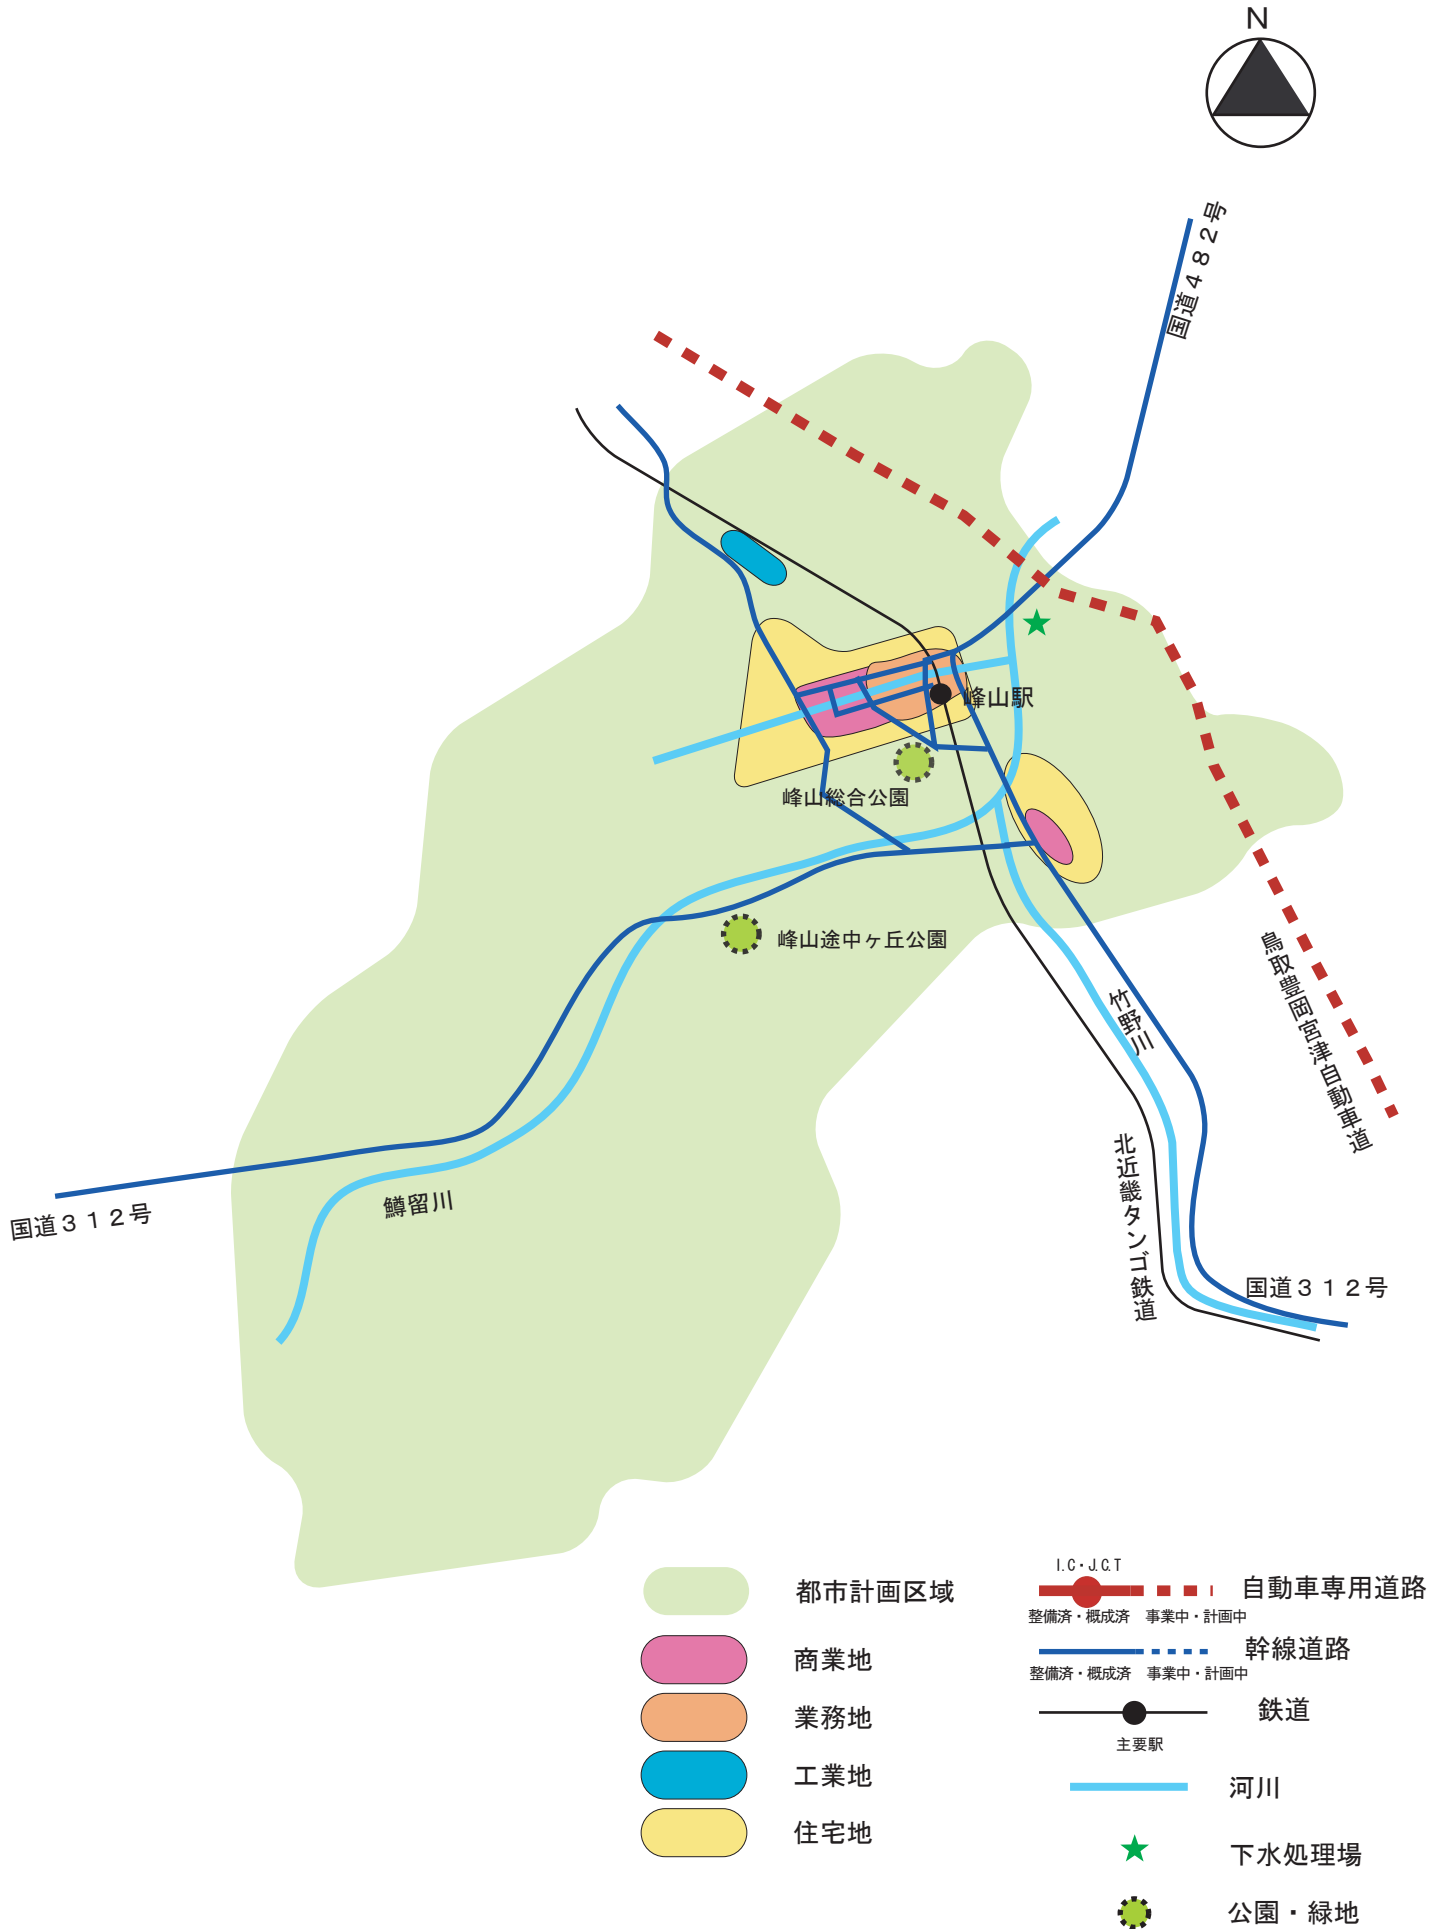 N
国道４８２号
峰山駅
峰山総合公園
峰山途中ヶ丘公園
鳥取豊岡宮津自動車道
竹野川
北近畿タンゴ鉄道
鱒留川
国道３１２号
国道３１２号
都市計画区域
商業地
業務地
工業地
住宅地
I.C・J.C.T
自動車専用道路
整備済・概成済　事業中・計画中
幹線道路
整備済・概成済　事業中・計画中
鉄道
主要駅
河川
下水処理場
公園・緑地